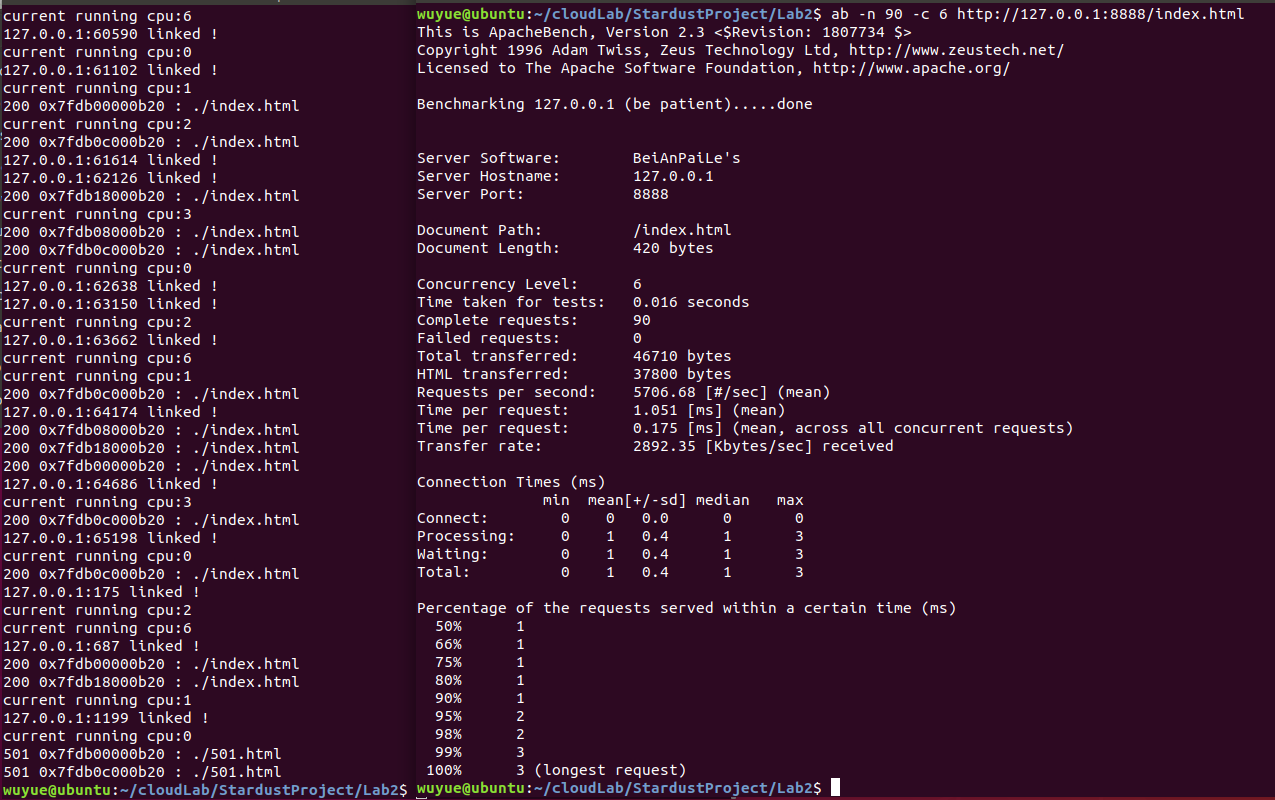 current running cpu:6
127.0.0.1:60590 linked !
current running cpu:0
127.0.0.1:61102 linked !
current running cpu:1
200 0x7fdb00000b20 : ./index.html
current running cpu:2
200 0x7fdb0c000b20 : ./index.html
127.0.0.1:61614 linked !
127.0.0.1:62126 linked !
200 0x7fdb18000b20 : ./index.html
current running cpu:3
200 0x7fdb08000b20 : ./index.html
200 0x7fdb0c000b20 : ./index.html
current running cpu:0
127.0.0.1:62638 linked !
127.0.0.1:63150 linked !
current running cpu:2
127.0.0.1:63662 linked !
current running cpu:6
current running cpu:1
200 0x7fdb0c000b20 : ./index.html
127.0.0.1:64174 linked !
200 0x7fdb08000b20 : ./index.html
200 0x7fdb18000b20 : ./index.html
200 0x7fdb00000b20 : ./index.html
127.0.0.1:64686 linked !
current running cpu:3
200 0x7fdb0c000b20 : ./index.html
127.0.0.1:65198 linked !
current running cpu:0
200 0x7fdb0c000b20 : ./index.html
127.0.0.1:175 linked !
current running cpu:2
current running cpu:6
127.0.0.1:687 linked !
200 0x7fdb00000b20 : ./index.html
200 0x7fdb18000b20 : ./index.html
current running cpu:1
127.0.0.1:1199 linked !
current running cpu:0
501 0x7fdb00000b20 : ./501.html
501 0x7fdb0c000b20 : ./501.html
wuyue@ubuntu:~/cloudLab/StardustProject/Lab2$
wuyue@ubuntu:~/cloudLab/StardustProject/Lab2$ ab -n 90 -c 6 http://127.0.0.1:8888/index.html
This is ApacheBench, Version 2.3 <$Revision: 1807734 $>
Copyright 1996 Adam Twiss, Zeus Technology Ltd, http://www.zeustech.net/
Licensed to The Apache Software Foundation, http://www.apache.org/
Benchmarking 127.0.0.1 (be patient).....done
Server Software: BeiAnPaiLe's
Server Hostname: 127.0.0.1
Server Port: 8888
Document Path: /index.html
Document Length: 420 bytes
Concurrency Level: 6
Time taken for tests: 0.016 seconds
Complete requests: 90
Failed requests: 0
Total transferred: 46710 bytes
HTML transferred: 37800 bytes
Requests per second: 5706.68 [#/sec] (mean)
Time per request: 1.051 [ms] (mean)
Time per request: 0.175 [ms] (mean, across all concurrent requests)
Transfer rate: 2892.35 [Kbytes/sec] received
Connection Times (ms)
min mean[+/-sd] median max
Connect: 0 0 0.0 0 0
Processing: 0 1 0.4 1 3
Waiting: 0 1 0.4 1 3
Total: 0 1 0.4 1 3
Percentage of the requests served within a certain time (ms)
50% 1
66% 1
75% 1
80% 1
90% 1
95% 2
98% 2
99% 3
100% 3 (longest request)
wuyue@ubuntu:~/cloudLab/StardustProject/Lab2$